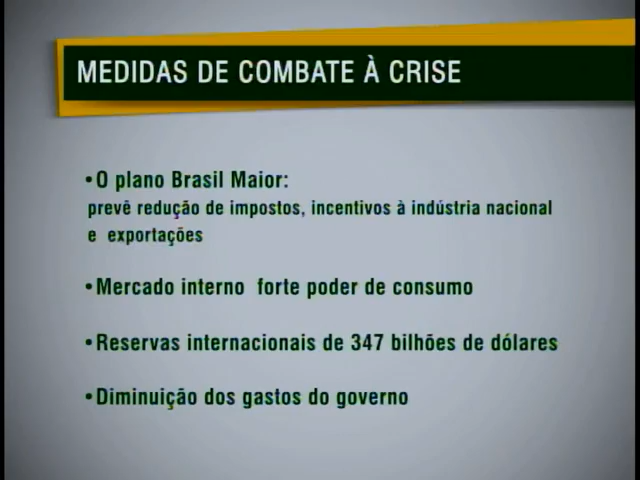 MEDIDAS DE COMBATE À CRISE
•O plano Brasil Maior:
prevê redução de impostos, incentivos à indústria nacional
e exportações
•Mercado interno forte poder de consumo
•Reservas internacionais de 347 bilhões de dólares
•Diminuição dos gastos do governo